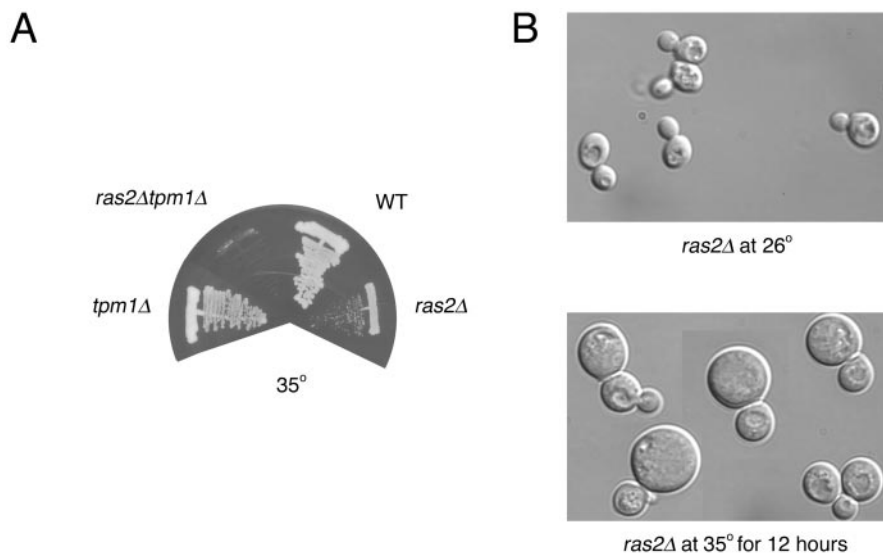 A
B
ras2Δtpm1Δ
WT
tpm1Δ
ras2Δ
35°
ras2Δ at 26°
ras2Δ at 35° for 12 hours